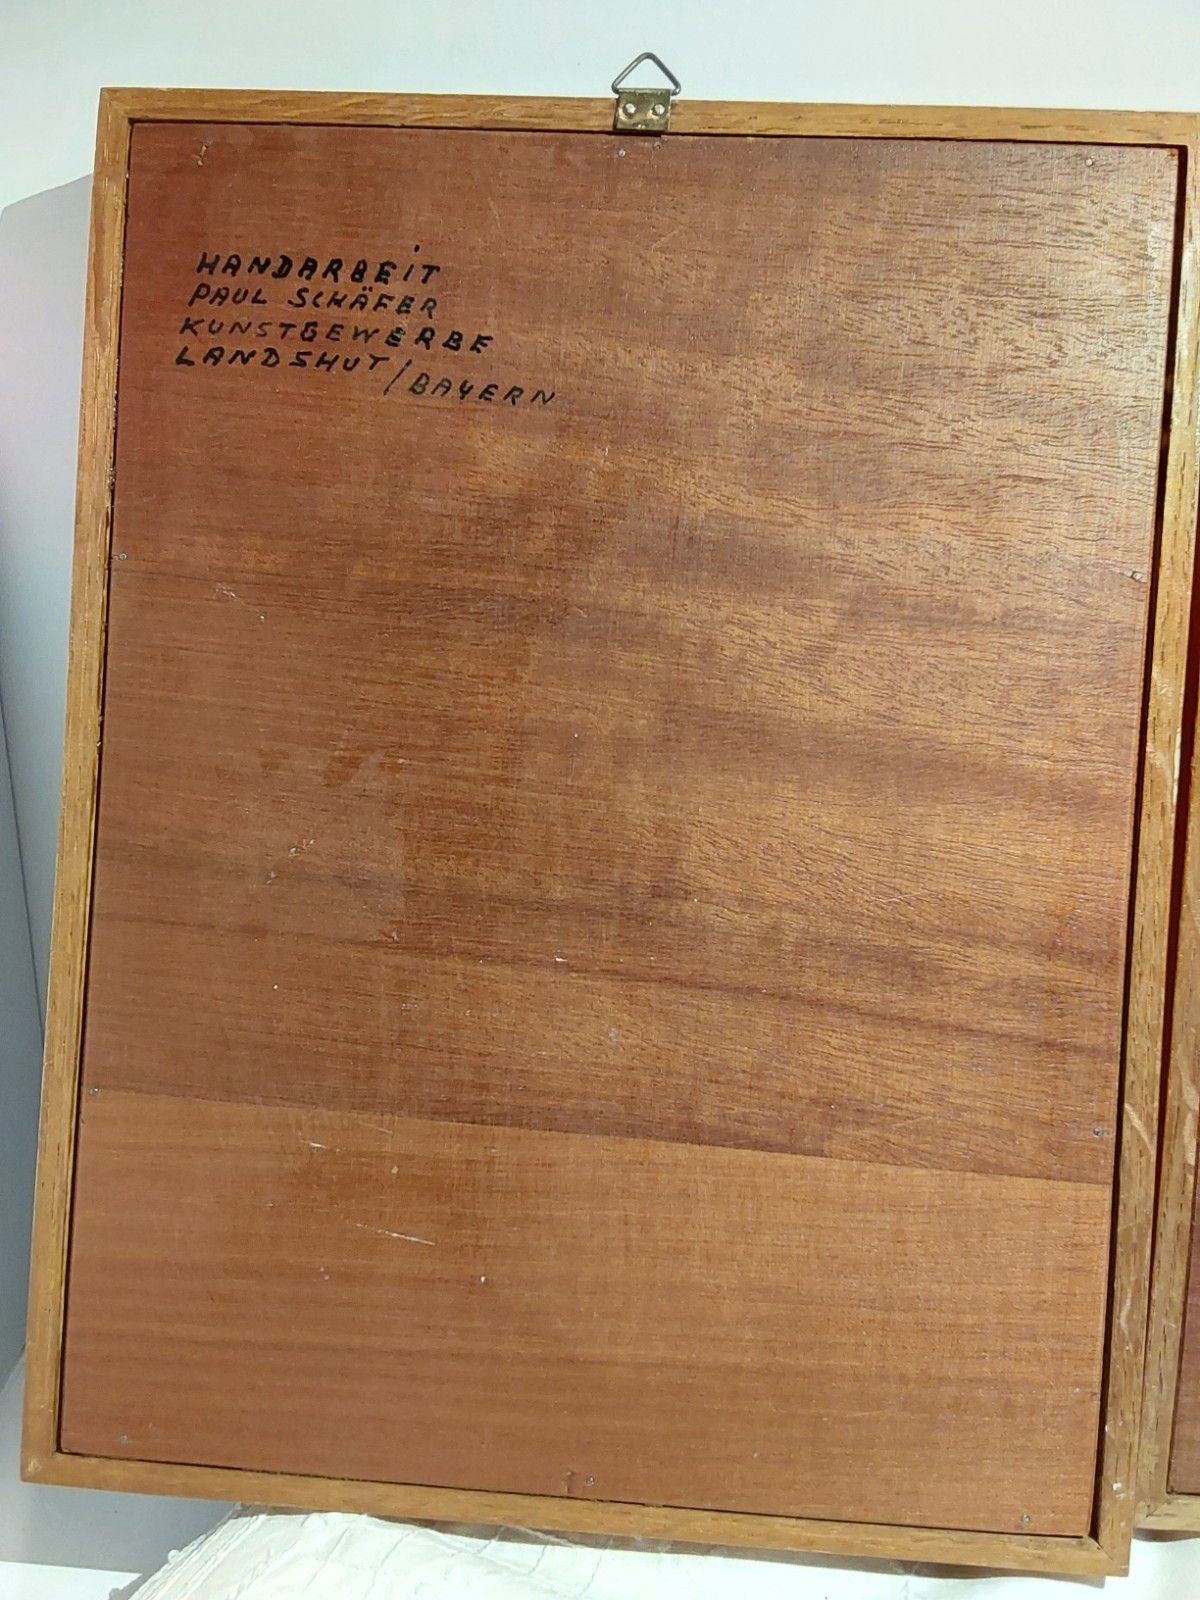 HANDARBEIT
PAUL SCHÄFER
KUNSTGEWERBE
LANDSHUT/BAYERN